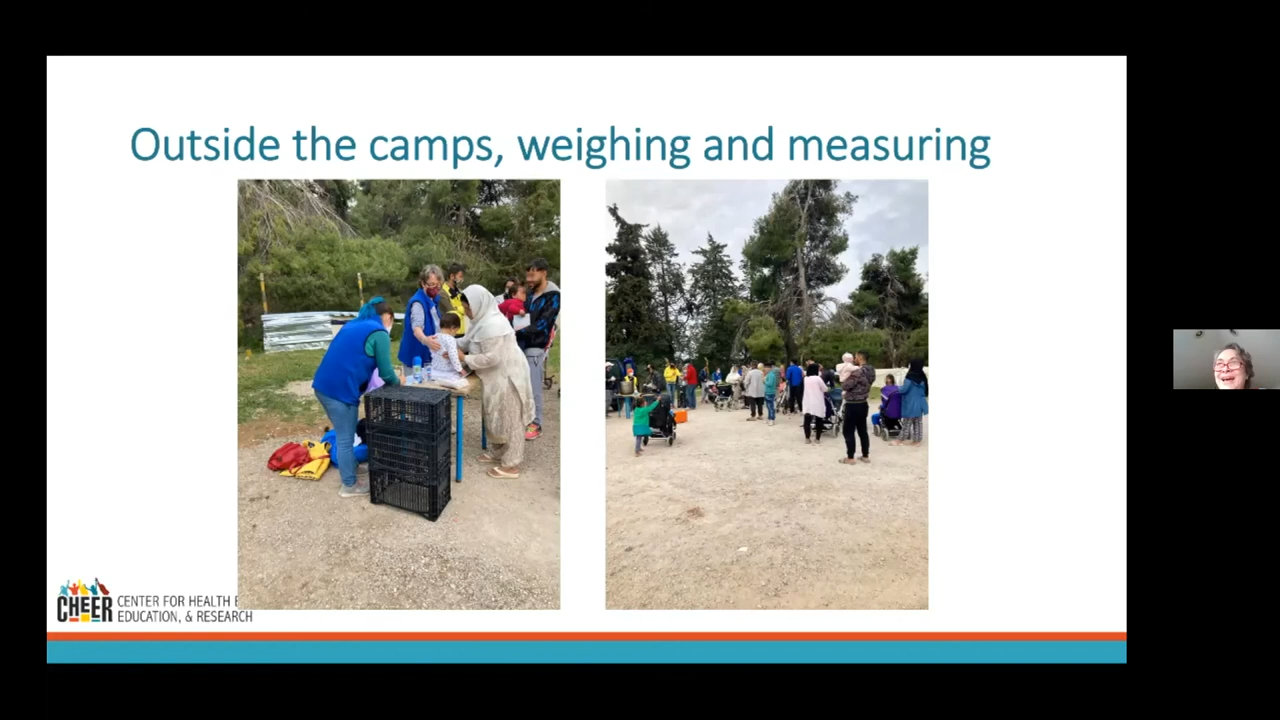 Outside the camps, weighing and measuring
CHEER
CENTER FOR HEALTH
EDUCATION, & RESEARCH